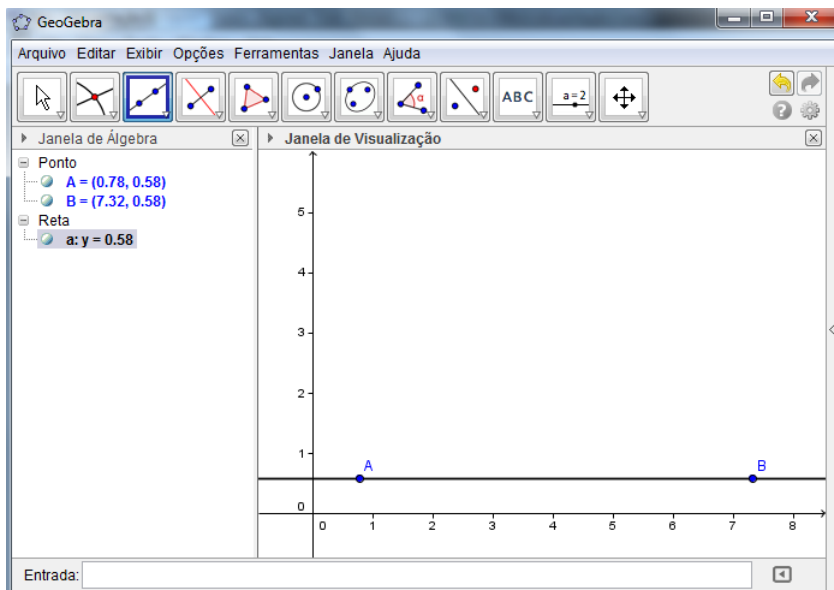 GeoGebra
Arquivo Editar Exibir Opções Ferramentas Janela Ajuda
α ABC a=2
Janela de Álgebra
Ponto
A = (0.78, 0.58)
B = (7.32, 0.58)
Reta
a: y = 0.58
Janela de Visualização
5
4
3
2
1
A B
0
0 1 2 3 4 5 6 7 8
Entrada: